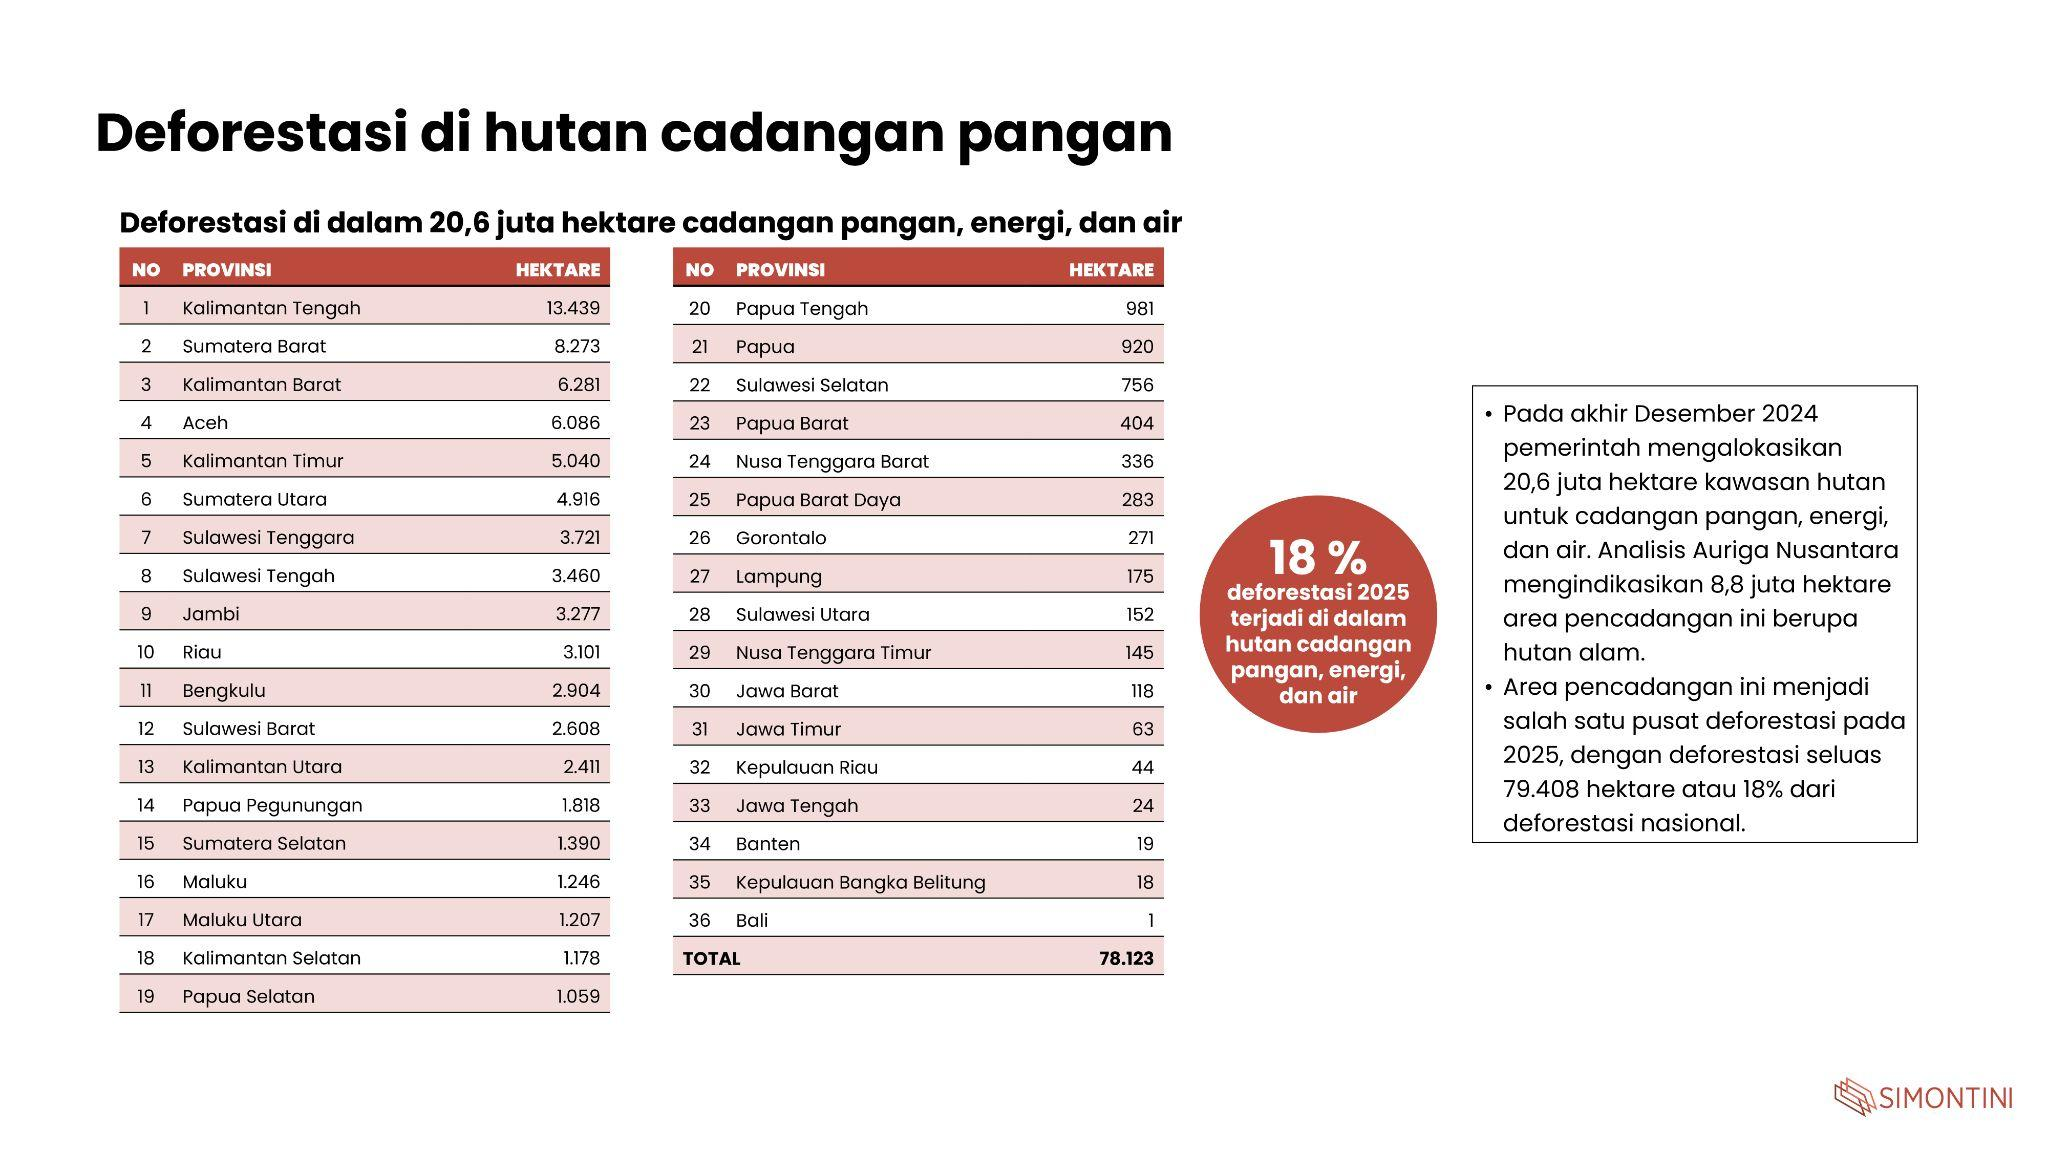 Deforestasi di hutan cadangan pangan
Deforestasi di dalam 20,6 juta hektare cadangan pangan, energi, dan air
NO PROVINSI HEKTARE
1 Kalimantan Tengah 13.439
2 Sumatera Barat 8.273
3 Kalimantan Barat 6.281
4 Aceh 6.086
5 Kalimantan Timur 5.040
6 Sumatera Utara 4.916
7 Sulawesi Tenggara 3.721
8 Sulawesi Tengah 3.460
9 Jambi 3.277
10 Riau 3.101
11 Bengkulu 2.904
12 Sulawesi Barat 2.608
13 Kalimantan Utara 2.411
14 Papua Pegunungan 1.818
15 Sumatera Selatan 1.390
16 Maluku 1.246
17 Maluku Utara 1.207
18 Kalimantan Selatan 1.178
19 Papua Selatan 1.059
NO PROVINSI HEKTARE
20 Papua Tengah 981
21 Papua 920
22 Sulawesi Selatan 756
23 Papua Barat 404
24 Nusa Tenggara Barat 336
25 Papua Barat Daya 283
26 Gorontalo 271
27 Lampung 175
28 Sulawesi Utara 152
29 Nusa Tenggara Timur 145
30 Jawa Barat 118
31 Jawa Timur 63
32 Kepulauan Riau 44
33 Jawa Tengah 24
34 Banten 19
35 Kepulauan Bangka Belitung 18
36 Bali 1
TOTAL 78.123
18 %
deforestasi 2025
terjadi di dalam
hutan cadangan
pangan, energi,
dan air
• Pada akhir Desember 2024
pemerintah mengalokasikan
20,6 juta hektare kawasan hutan
untuk cadangan pangan, energi,
dan air. Analisis Auriga Nusantara
mengindikasikan 8,8 juta hektare
area pencadangan ini berupa
hutan alam.
• Area pencadangan ini menjadi
salah satu pusat deforestasi pada
2025, dengan deforestasi seluas
79.408 hektare atau 18% dari
deforestasi nasional.
SIMONTINI